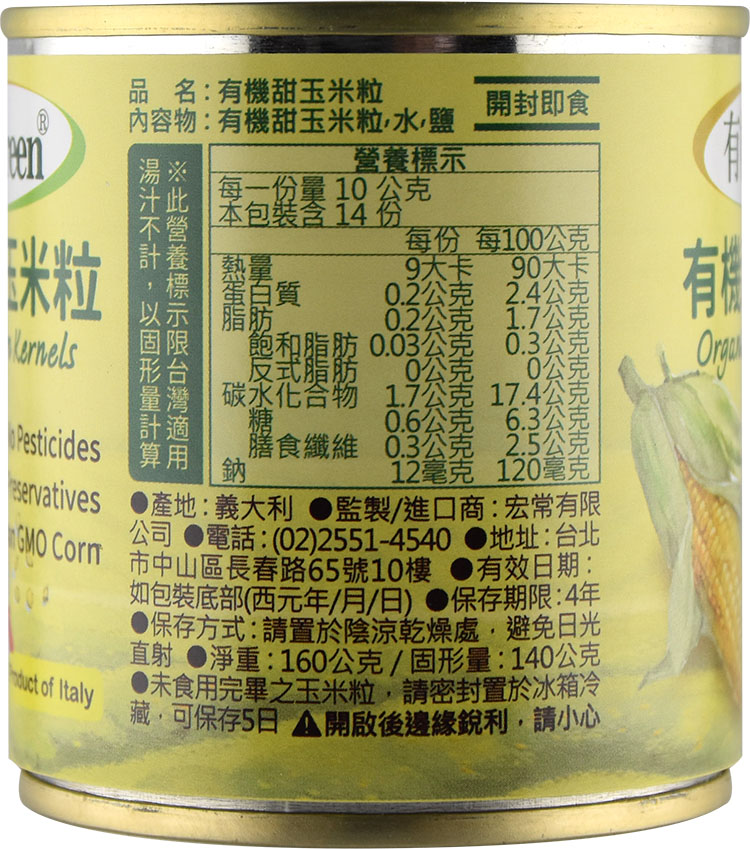 een®
玉米粒
Kernels
o Pesticides
eservatives
GMO Corn
Product of Italy
品 名：有機甜玉米粒
內容物：有機甜玉米粒，水，鹽
開封即食
※此營養標示限台灣適用
湯汁不計，以固形量計算
營養標示
每一份量 10 公克
本包裝含 14 份
每份 每100公克
熱量 9大卡 90大卡
蛋白質 0.2公克 2.4公克
脂肪 0.2公克 1.7公克
飽和脂肪 0.03公克 0.3公克
反式脂肪 0公克 0公克
碳水化合物 1.7公克 17.4公克
糖 0.6公克 6.3公克
膳食纖維 0.3公克 2.5公克
鈉 12毫克 120毫克
●產地：義大利 ●監製/進口商：宏常有限
公司 ●電話：(02)2551-4540 ●地址：台北
市中山區長春路65號10樓 ●有效日期：
如包裝底部(西元年/月/日) ●保存期限：4年
●保存方式：請置於陰涼乾燥處，避免日光
直射 ●淨重：160公克 / 固形量：140公克
●未食用完畢之玉米粒，請密封置於冰箱冷
藏，可保存5日 ⚠開啟後邊緣銳利，請小心
有
有機
Organ